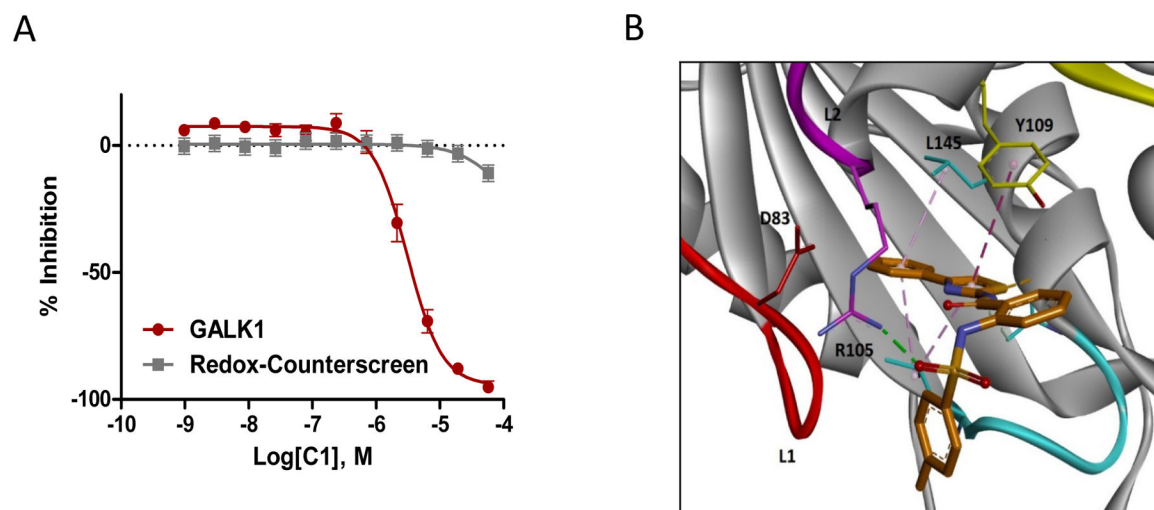 A
B
% Inhibition
0
-50
-100
GALK1
Redox-Counterscreen
-10
-9
-8
-7
-6
-5
-4
Log[C1], M
L2
L145
Y109
D83
R105
L1